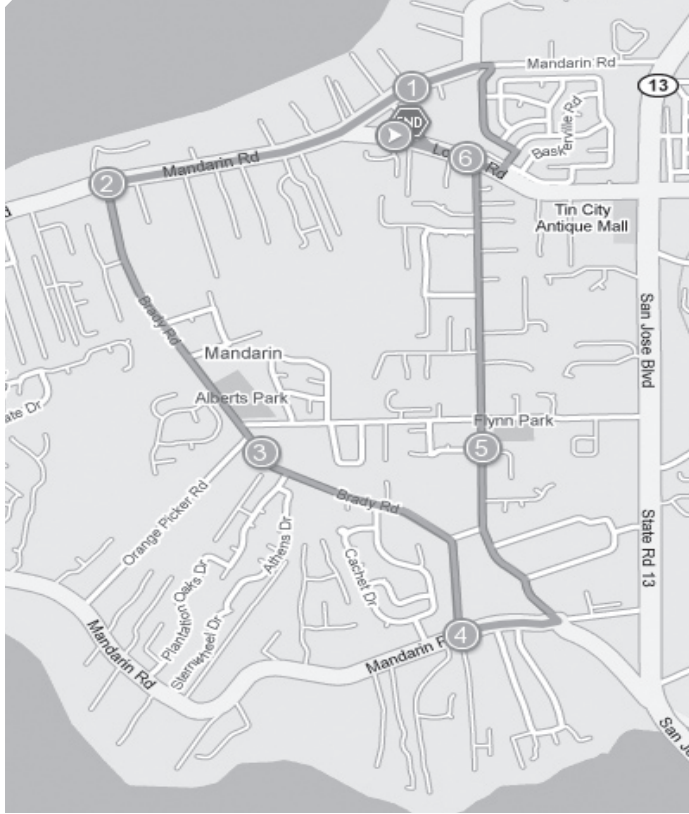 Mandarin Rd
13
1
END
Bask
erville Rd
6
Rd
Mandarin Rd
2
Tin City
Antique Mall
San Jose Blvd
Brady Rd
Mandarin
ate Dr
Alberts Park
Flynn Park
5
3
Brady Rd
Orange Picker Rd
Athens Dr
Cachet Dr
State Rd 13
Plantation Oaks Dr
Sternwheel Dr
4
Mandarin R
Mandarin Rd
San Jo